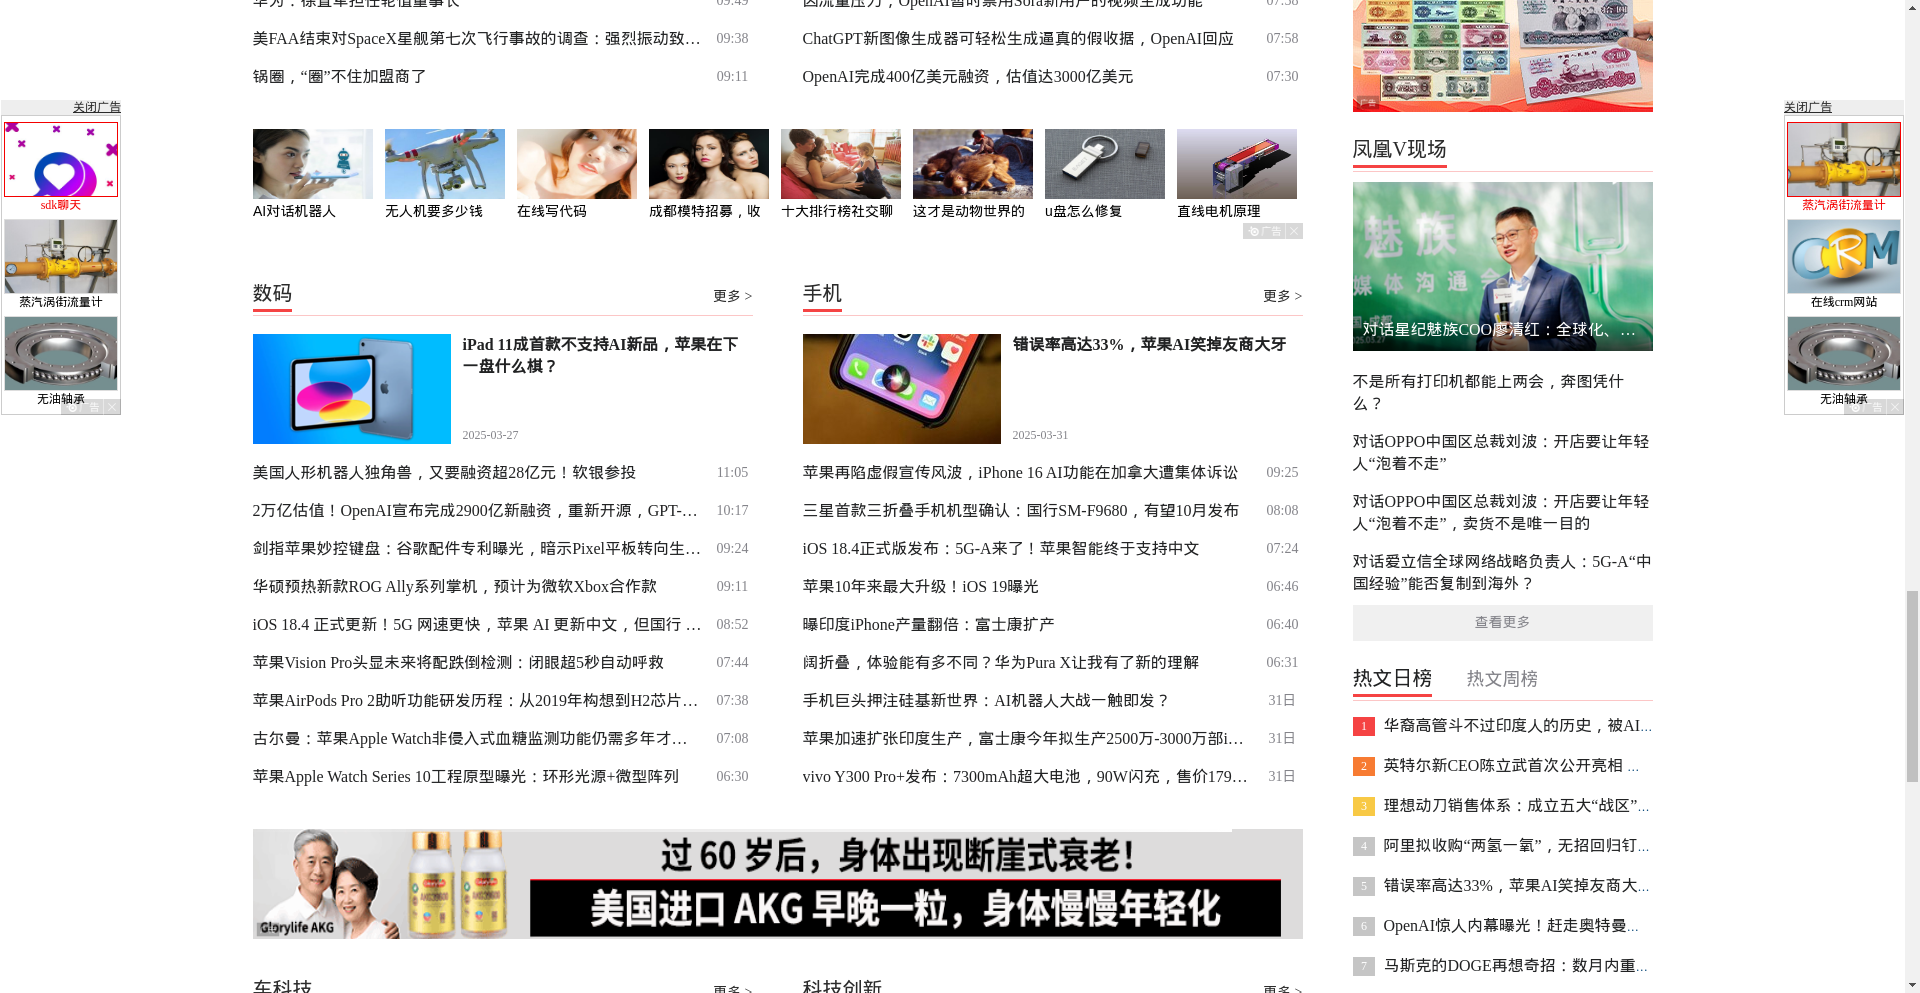 华为：徐直军担任轮值董事长 09:49
美FAA结束对SpaceX星舰第七次飞行事故的调查：强烈振动致… 09:38
锅圈，“圈”不住加盟商了 09:11
因流量压力，OpenAI暂时禁用Sora新用户的视频生成功能 07:58
ChatGPT新图像生成器可轻松生成逼真的假收据，OpenAI回应 07:58
OpenAI完成400亿美元融资，估值达3000亿美元 07:30
广告
关闭广告
sdk聊天
蒸汽涡街流量计
无油轴承
广告
AI对话机器人
无人机要多少钱
在线写代码
成都模特招募，收
十大排行榜社交聊
这才是动物世界的
u盘怎么修复
直线电机原理
广告
数码
更多 >
iPad 11成首款不支持AI新品，苹果在下
一盘什么棋？
2025-03-27
美国人形机器人独角兽，又要融资超28亿元！软银参投 11:05
2万亿估值！OpenAI宣布完成2900亿新融资，重新开源，GPT-… 10:17
剑指苹果妙控键盘：谷歌配件专利曝光，暗示Pixel平板转向生… 09:24
华硕预热新款ROG Ally系列掌机，预计为微软Xbox合作款 09:11
iOS 18.4 正式更新！5G 网速更快，苹果 AI 更新中文，但国行 … 08:52
苹果Vision Pro头显未来将配跌倒检测：闭眼超5秒自动呼救 07:44
苹果AirPods Pro 2助听功能研发历程：从2019年构想到H2芯片… 07:38
古尔曼：苹果Apple Watch非侵入式血糖监测功能仍需多年才… 07:08
苹果Apple Watch Series 10工程原型曝光：环形光源+微型阵列 06:30
手机
更多 >
错误率高达33%，苹果AI笑掉友商大牙
2025-03-31
苹果再陷虚假宣传风波，iPhone 16 AI功能在加拿大遭集体诉讼 09:25
三星首款三折叠手机机型确认：国行SM-F9680，有望10月发布 08:08
iOS 18.4正式版发布：5G-A来了！苹果智能终于支持中文 07:24
苹果10年来最大升级！iOS 19曝光 06:46
曝印度iPhone产量翻倍：富士康扩产 06:40
阔折叠，体验能有多不同？华为Pura X让我有了新的理解 06:31
手机巨头押注硅基新世界：AI机器人大战一触即发？ 31日
苹果加速扩张印度生产，富士康今年拟生产2500万-3000万部i… 31日
vivo Y300 Pro+发布：7300mAh超大电池，90W闪充，售价179… 31日
过 60 岁后，身体出现断崖式衰老！
美国进口 AKG 早晚一粒，身体慢慢年轻化
Glorylife AKG
车科技
更多 >
科技创新
更多 >
凤凰V现场
魅族
媒体沟通会
对话星纪魅族COO廖清红：全球化、…
不是所有打印机都能上两会，奔图凭什
么？
对话OPPO中国区总裁刘波：开店要让年轻
人“泡着不走”
对话OPPO中国区总裁刘波：开店要让年轻
人“泡着不走”，卖货不是唯一目的
对话爱立信全球网络战略负责人：5G-A“中
国经验”能否复制到海外？
查看更多
热文日榜
热文周榜
1 华裔高管斗不过印度人的历史，被AI…
2 英特尔新CEO陈立武首次公开亮相 …
3 理想动刀销售体系：成立五大“战区”…
4 阿里拟收购“两氢一氧”，无招回归钉…
5 错误率高达33%，苹果AI笑掉友商大…
6 OpenAI惊人内幕曝光！赶走奥特曼…
7 马斯克的DOGE再想奇招：数月内重…
关闭广告
蒸汽涡街流量计
CRM
在线crm网站
无油轴承
广告